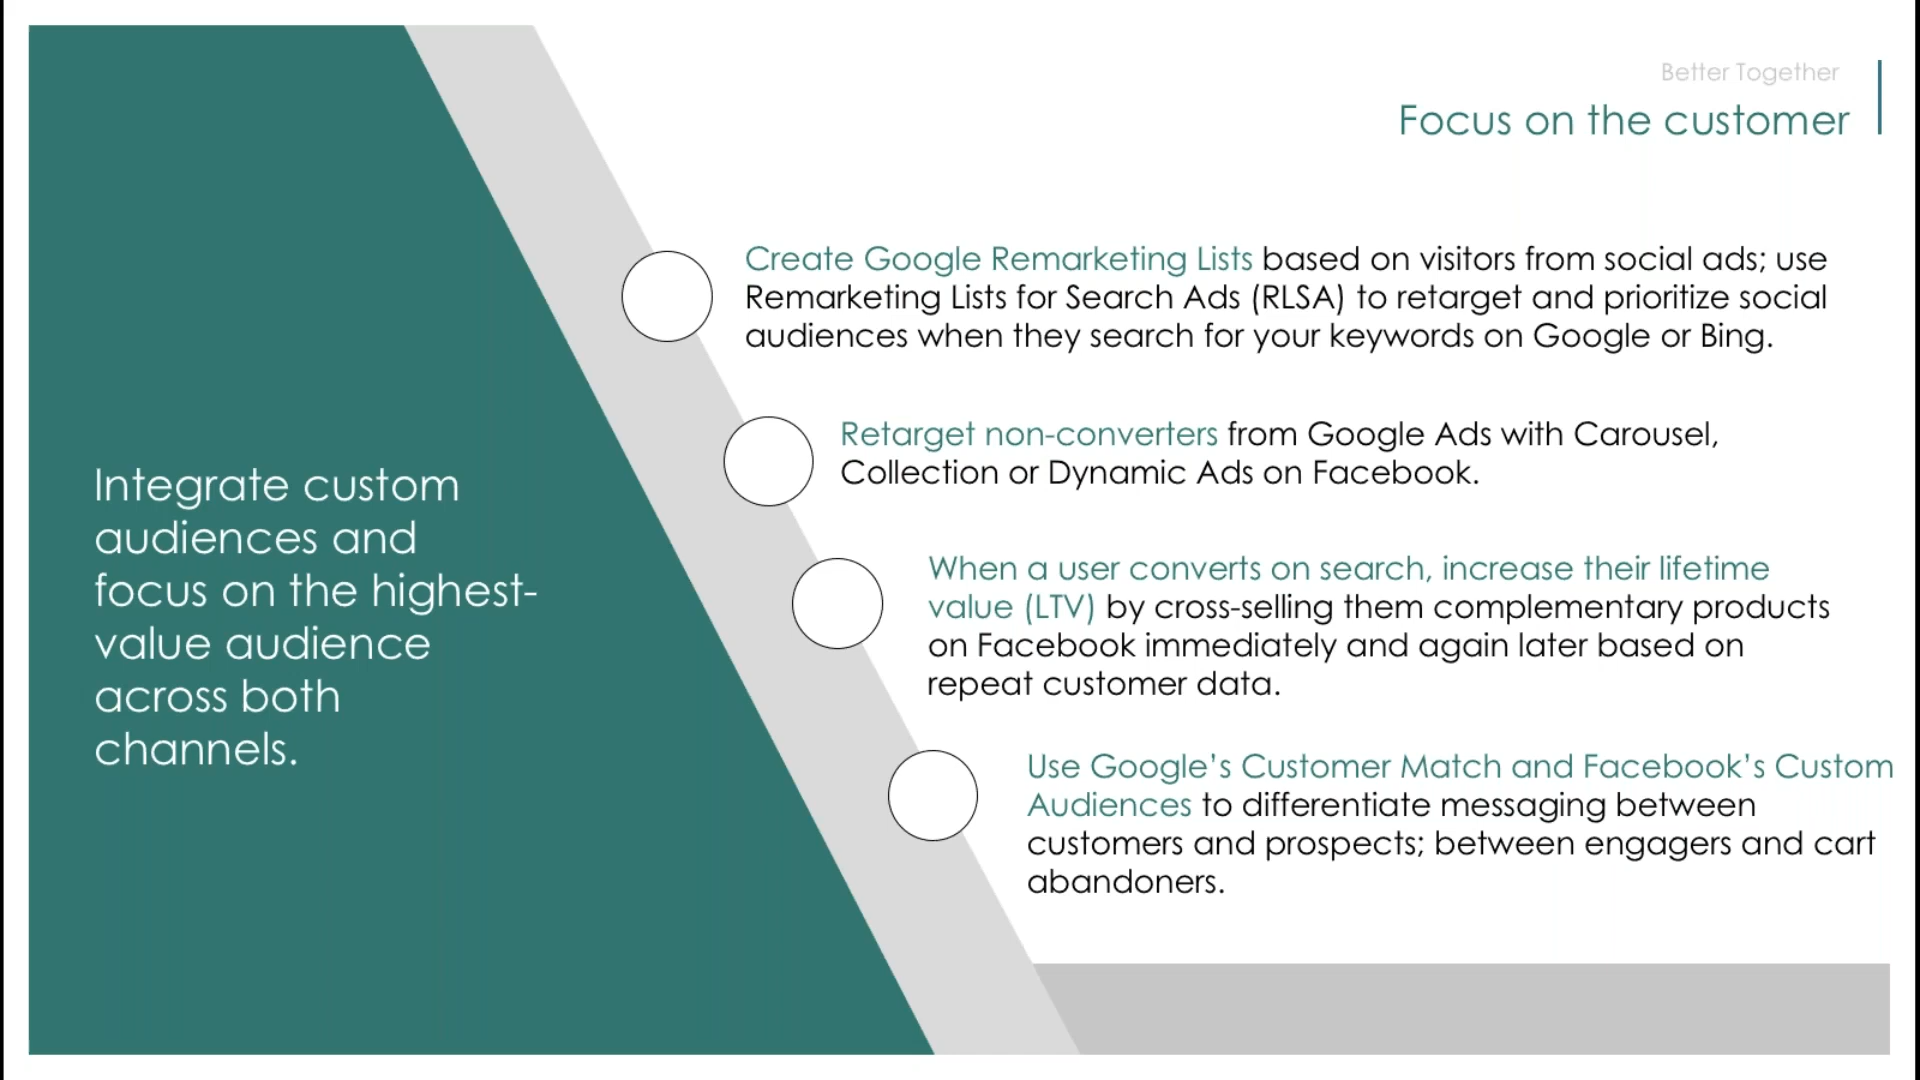 Better Together
Focus on the customer
Integrate custom
audiences and
focus on the highest-
value audience
across both
channels.
Create Google Remarketing Lists based on visitors from social ads; use
Remarketing Lists for Search Ads (RLSA) to retarget and prioritize social
audiences when they search for your keywords on Google or Bing.
Retarget non-converters from Google Ads with Carousel,
Collection or Dynamic Ads on Facebook.
When a user converts on search, increase their lifetime
value (LTV) by cross-selling them complementary products
on Facebook immediately and again later based on
repeat customer data.
Use Google’s Customer Match and Facebook’s Custom
Audiences to differentiate messaging between
customers and prospects; between engagers and cart
abandoners.